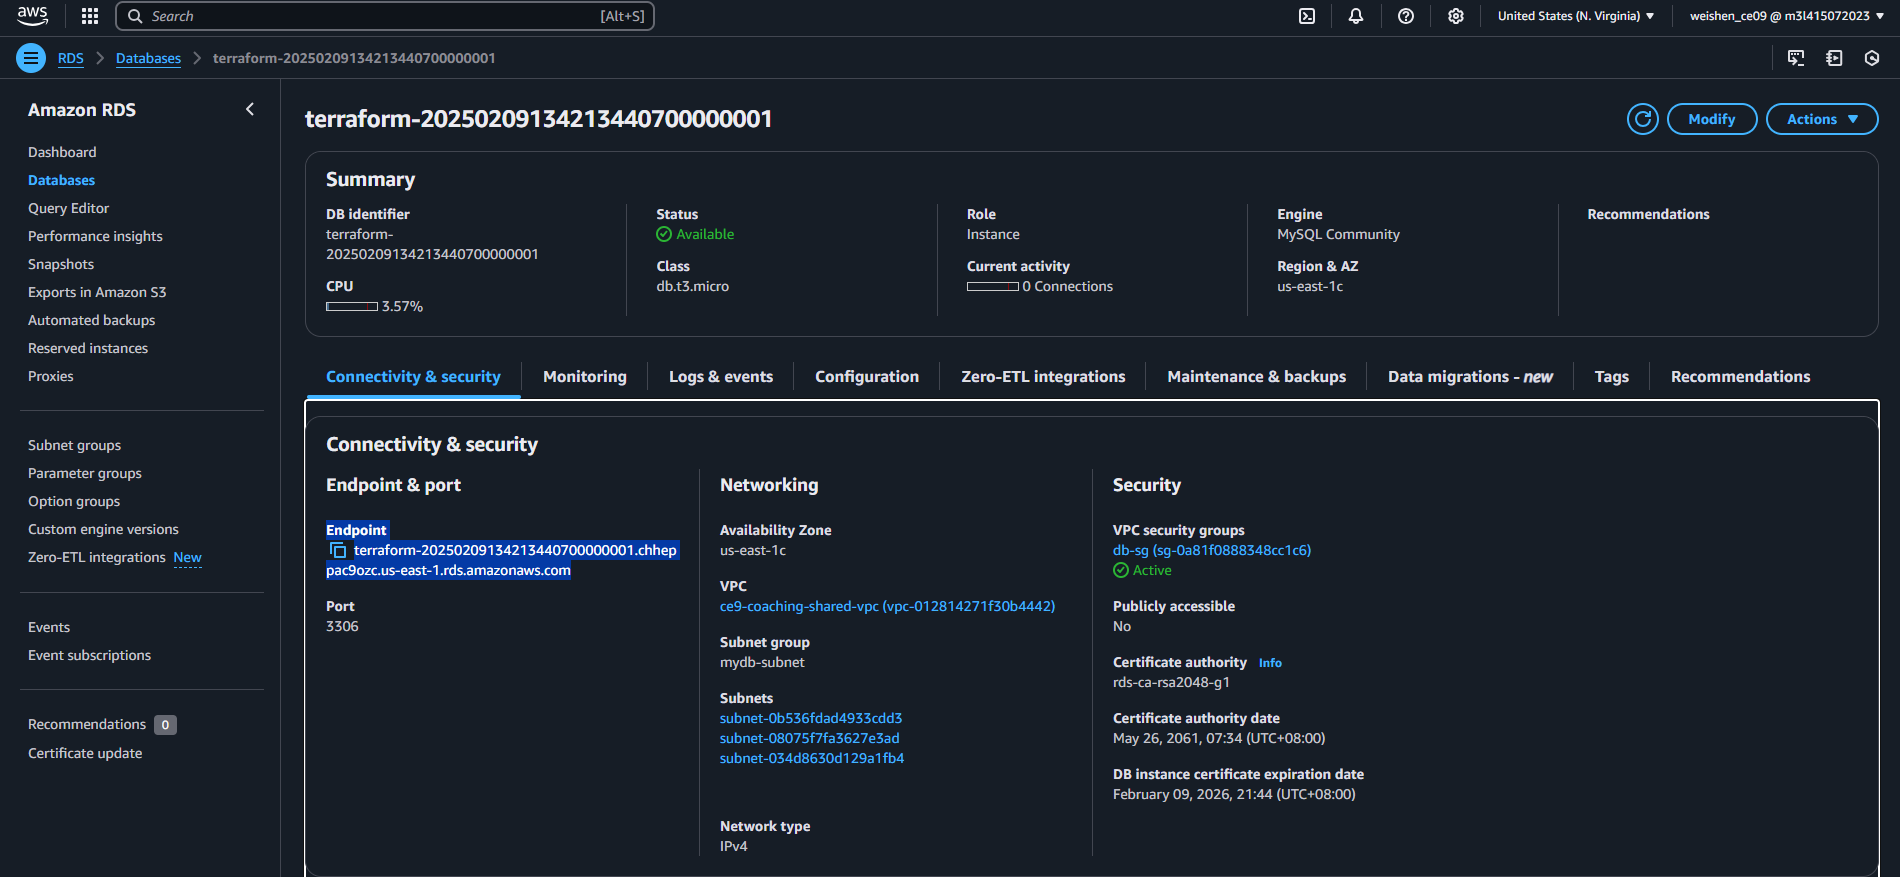 aws
Search [Alt+S]
United States (N. Virginia)
weishen_ce09 @ m3l415072023
RDS
Databases
terraform-20250209134213440700000001
Amazon RDS
Dashboard
Databases
Query Editor
Performance insights
Snapshots
Exports in Amazon S3
Automated backups
Reserved instances
Proxies
Subnet groups
Parameter groups
Option groups
Custom engine versions
Zero-ETL integrations New
Events
Event subscriptions
Recommendations 0
Certificate update
terraform-20250209134213440700000001
Modify
Actions
Summary
DB identifier
terraform-
20250209134213440700000001
CPU
3.57%
Status
Available
Class
db.t3.micro
Role
Instance
Current activity
0 Connections
Engine
MySQL Community
Region & AZ
us-east-1c
Recommendations
Connectivity & security
Monitoring
Logs & events
Configuration
Zero-ETL integrations
Maintenance & backups
Data migrations - new
Tags
Recommendations
Connectivity & security
Endpoint & port
Endpoint
terraform-20250209134213440700000001.chhep
pac9ozc.us-east-1.rds.amazonaws.com
Port
3306
Networking
Availability Zone
us-east-1c
VPC
ce9-coaching-shared-vpc (vpc-012814271f30b4442)
Subnet group
mydb-subnet
Subnets
subnet-0b536fdad4933cdd3
subnet-08075f7fa3627e3ad
subnet-034d8630d129a1fb4
Network type
IPv4
Security
VPC security groups
db-sg (sg-0a81f0888348cc1c6)
Active
Publicly accessible
No
Certificate authority Info
rds-ca-rsa2048-g1
Certificate authority date
May 26, 2061, 07:34 (UTC+08:00)
DB instance certificate expiration date
February 09, 2026, 21:44 (UTC+08:00)